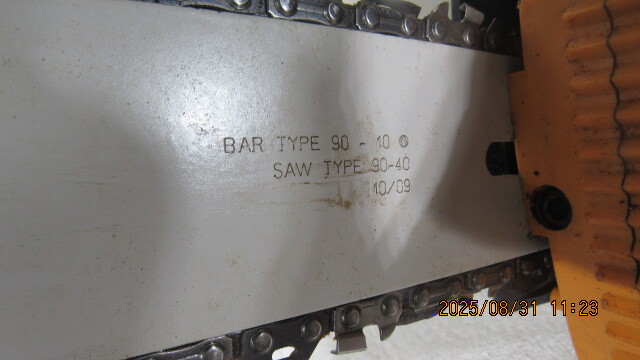 BAR TYPE 90 - 10
SAW TYPE 90-40
10/09
2025/08/31 11:23